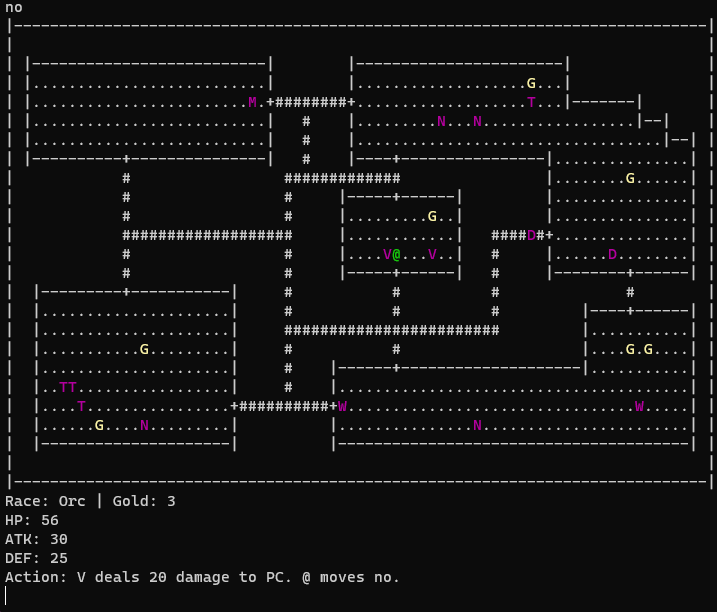 no
|-----------------------------------------------------------------------------|
|                                                                             |
| |--------------------------|        |-----------------------|               |
| |..........................|        |...................G...|               |
| |........................M.+########+...................T...|-------|       |
| |..........................|   #    |.........N...N.................|--|    |
| |..........................|   #    |..................................|--| |
| |----------+---------------|   #    |----+----------------|...............| |
|            #                 #############                |........G......| |
|            #                 #     |-----+------|         |...............| |
|            #                 #     |.........G..|         |...............| |
|            ###################     |............|   ####D#+...............| |
|            #                 #     |....V@...V..|   #     |......D........| |
|            #                 #     |-----+------|   #     |--------+------| |
|  |---------+-----------|     #           #          #              #        |
|  |.....................|     #           #          #         |----+------| |
|  |.....................|     ########################         |...........| |
|  |...........G.........|     #           #                    |....G.G....| |
|  |.....................|     #    |------+--------------------|...........| |
|  |..TT.................|     #    |.......................................| |
|  |....T................+##########+W................................W.....| |
|  |......G....N.........|          |...............N.......................| |
|  |---------------------|          |---------------------------------------| |
|                                                                             |
|-----------------------------------------------------------------------------|
Race: Orc | Gold: 3
HP: 56
ATK: 30
DEF: 25
Action: V deals 20 damage to PC. @ moves no.